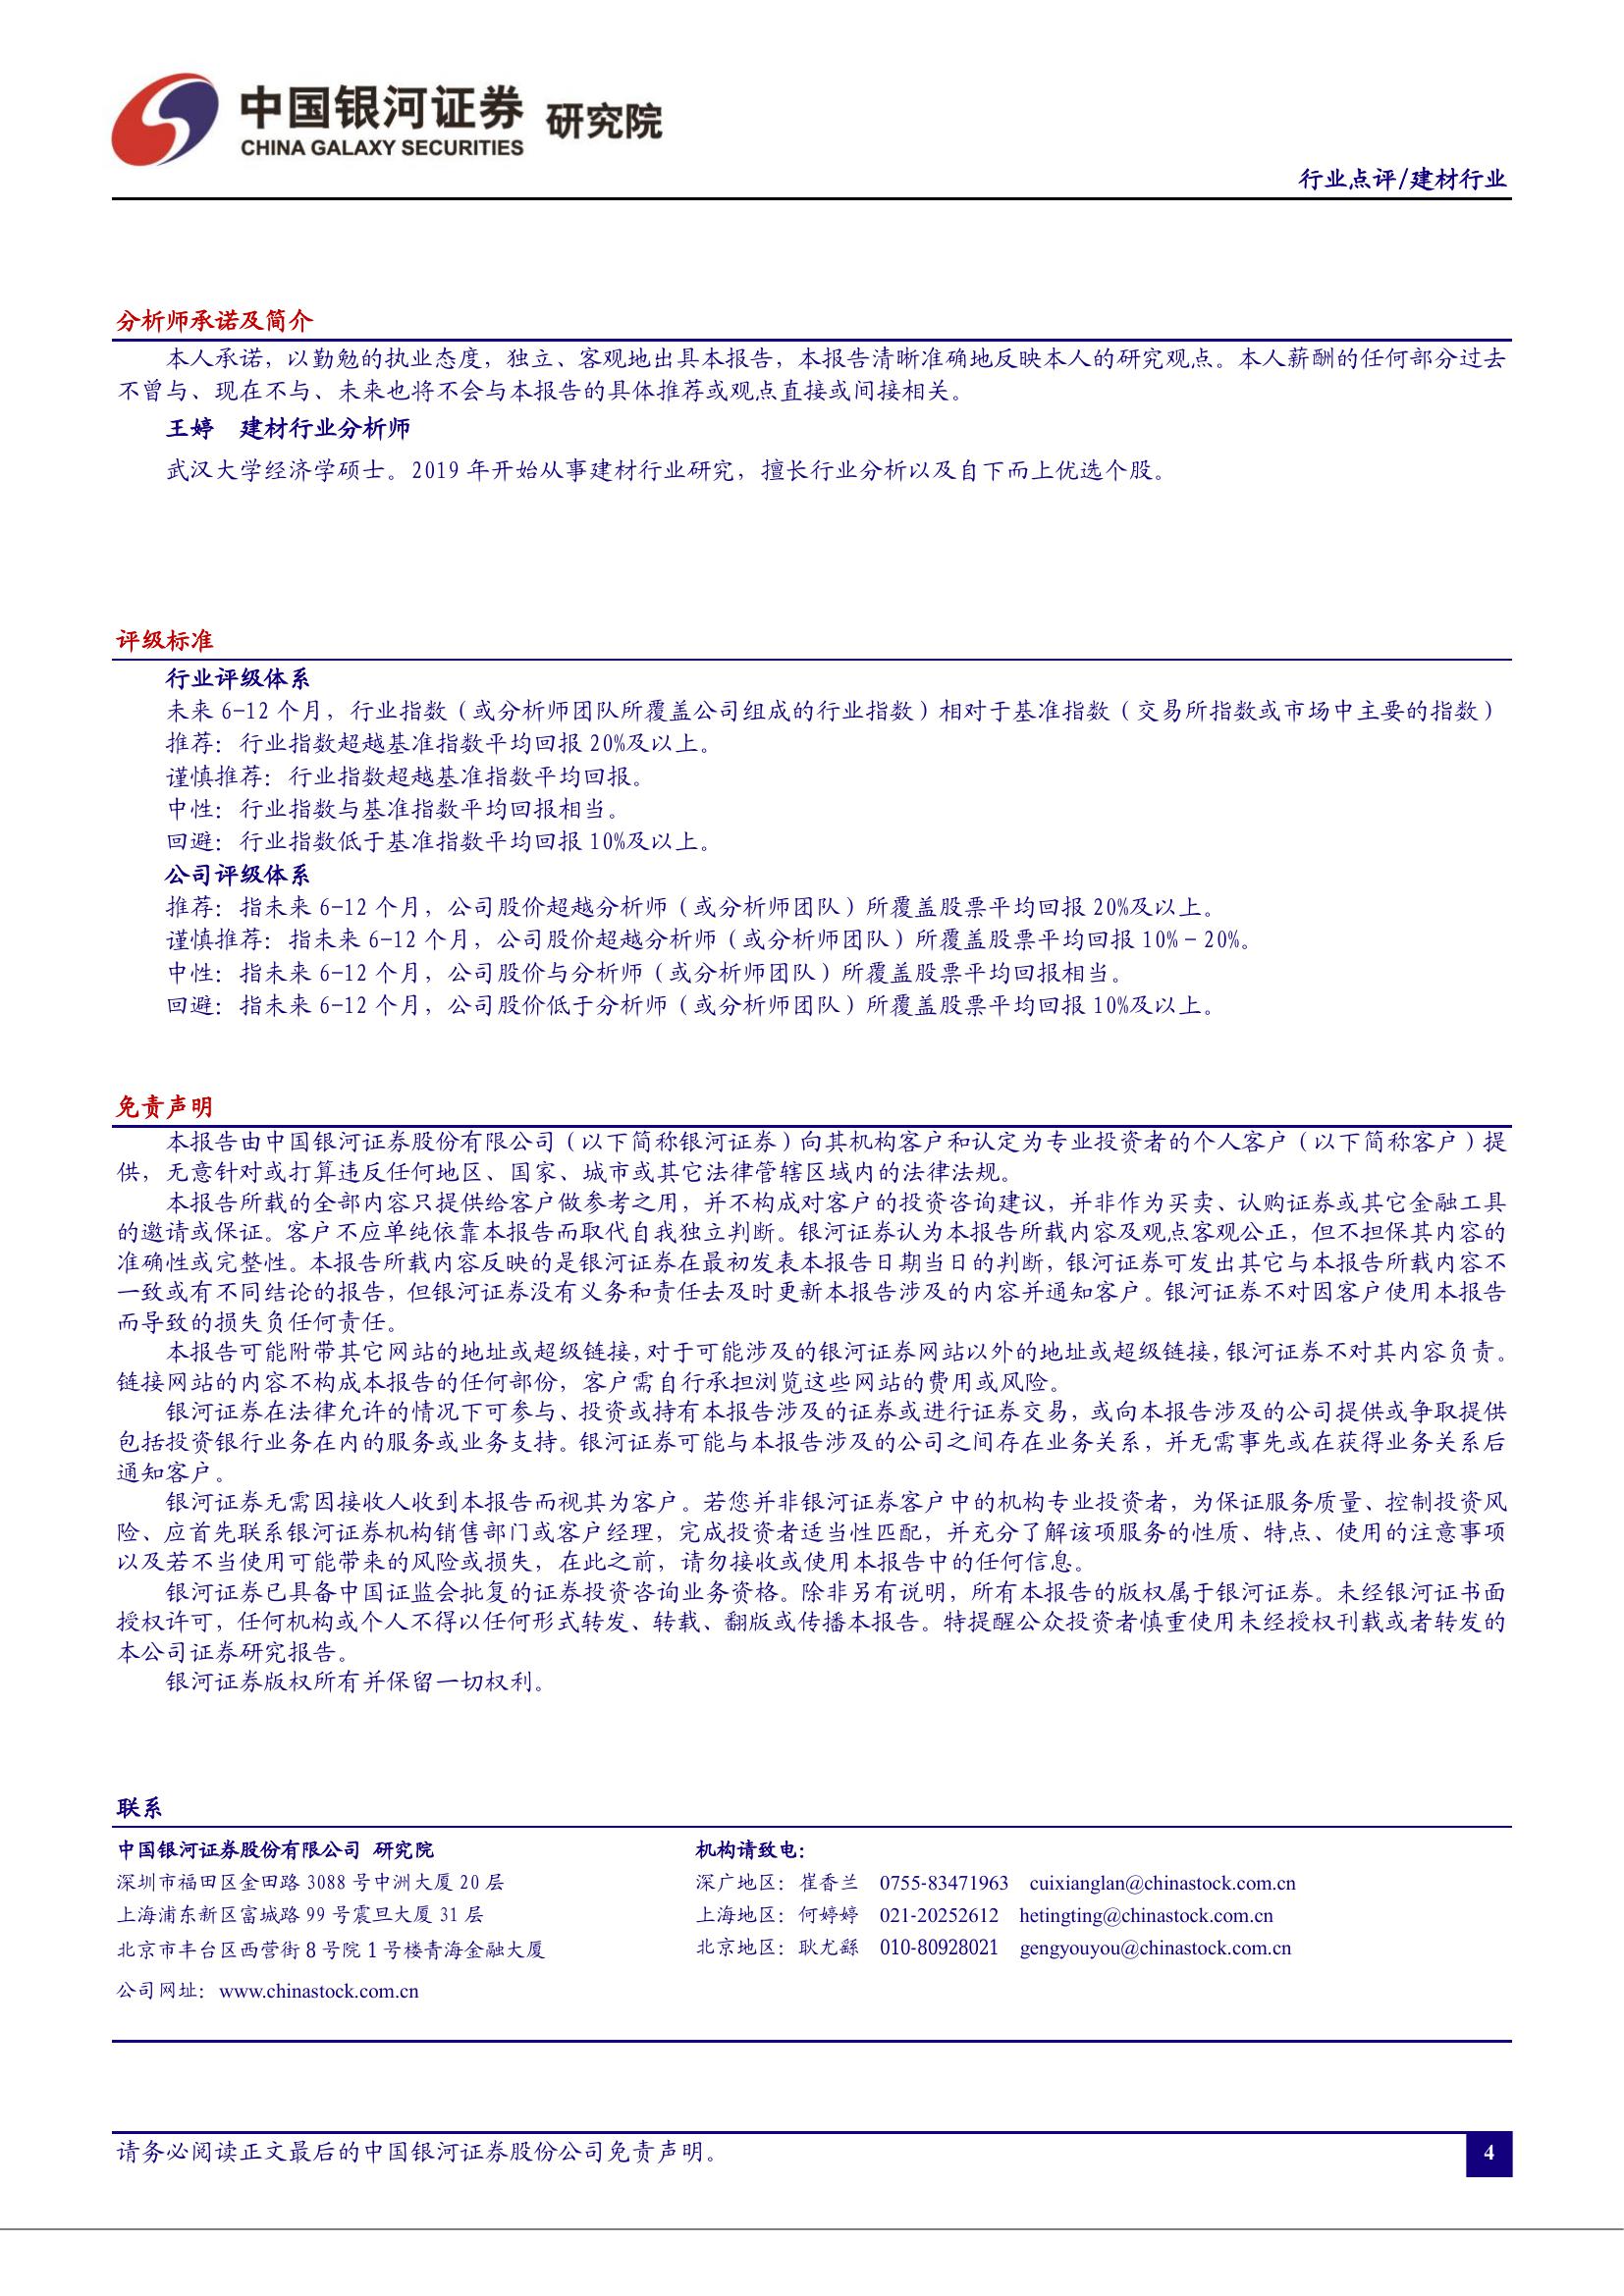 中国银河证券 研究院
CHINA GALAXY SECURITIES
行业点评/建材行业
分析师承诺及简介
本人承诺，以勤勉的执业态度，独立、客观地出具本报告，本报告清晰准确地反映本人的研究观点。本人薪酬的任何部分过去
不曾与、现在不与、未来也将不会与本报告的具体推荐或观点直接或间接相关。
王婷 建材行业分析师
武汉大学经济学硕士。2019 年开始从事建材行业研究，擅长行业分析以及自下而上优选个股。
评级标准
行业评级体系
未来 6-12 个月，行业指数（或分析师团队所覆盖公司组成的行业指数）相对于基准指数（交易所指数或市场中主要的指数）
推荐：行业指数超越基准指数平均回报 20%及以上。
谨慎推荐：行业指数超越基准指数平均回报。
中性：行业指数与基准指数平均回报相当。
回避：行业指数低于基准指数平均回报 10%及以上。
公司评级体系
推荐：指未来 6-12 个月，公司股价超越分析师（或分析师团队）所覆盖股票平均回报 20%及以上。
谨慎推荐：指未来 6-12 个月，公司股价超越分析师（或分析师团队）所覆盖股票平均回报 10%－20%。
中性：指未来 6-12 个月，公司股价与分析师（或分析师团队）所覆盖股票平均回报相当。
回避：指未来 6-12 个月，公司股价低于分析师（或分析师团队）所覆盖股票平均回报 10%及以上。
免责声明
本报告由中国银河证券股份有限公司（以下简称银河证券）向其机构客户和认定为专业投资者的个人客户（以下简称客户）提
供，无意针对或打算违反任何地区、国家、城市或其它法律管辖区域内的法律法规。
本报告所载的全部内容只提供给客户做参考之用，并不构成对客户的投资咨询建议，并非作为买卖、认购证券或其它金融工具
的邀请或保证。客户不应单纯依靠本报告而取代自我独立判断。银河证券认为本报告所载内容及观点客观公正，但不担保其内容的
准确性或完整性。本报告所载内容反映的是银河证券在最初发表本报告日期当日的判断，银河证券可发出其它与本报告所载内容不
一致或有不同结论的报告，但银河证券没有义务和责任去及时更新本报告涉及的内容并通知客户。银河证券不对因客户使用本报告
而导致的损失负任何责任。
本报告可能附带其它网站的地址或超级链接，对于可能涉及的银河证券网站以外的地址或超级链接，银河证券不对其内容负责。
链接网站的内容不构成本报告的任何部份，客户需自行承担浏览这些网站的费用或风险。
银河证券在法律允许的情况下可参与、投资或持有本报告涉及的证券或进行证券交易，或向本报告涉及的公司提供或争取提供
包括投资银行业务在内的服务或业务支持。银河证券可能与本报告涉及的公司之间存在业务关系，并无需事先或在获得业务关系后
通知客户。
银河证券无需因接收人收到本报告而视其为客户。若您并非银河证券客户中的机构专业投资者，为保证服务质量、控制投资风
险、应首先联系银河证券机构销售部门或客户经理，完成投资者适当性匹配，并充分了解该项服务的性质、特点、使用的注意事项
以及若不当使用可能带来的风险或损失，在此之前，请勿接收或使用本报告中的任何信息。
银河证券已具备中国证监会批复的证券投资咨询业务资格。除非另有说明，所有本报告的版权属于银河证券。未经银河证书面
授权许可，任何机构或个人不得以任何形式转发、转载、翻版或传播本报告。特提醒公众投资者慎重使用未经授权刊载或者转发的
本公司证券研究报告。
银河证券版权所有并保留一切权利。
联系
中国银河证券股份有限公司 研究院
机构请致电：
深圳市福田区金田路 3088 号中洲大厦 20 层
深广地区：崔香兰 0755-83471963 cuixianglan@chinastock.com.cn
上海浦东新区富城路 99 号震旦大厦 31 层
上海地区：何婷婷 021-20252612 hetingting@chinastock.com.cn
北京市丰台区西营街 8 号院 1 号楼青海金融大厦
北京地区：耿尤繇 010-80928021 gengyouyou@chinastock.com.cn
公司网址：www.chinastock.com.cn
请务必阅读正文最后的中国银河证券股份公司免责声明。
4